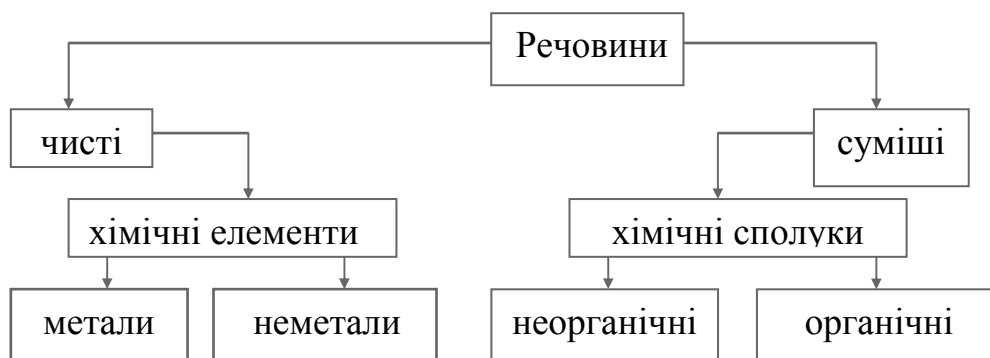 Речовини
чисті
суміші
хімічні елементи
хімічні сполуки
метали
неметали
неорганічні
органічні